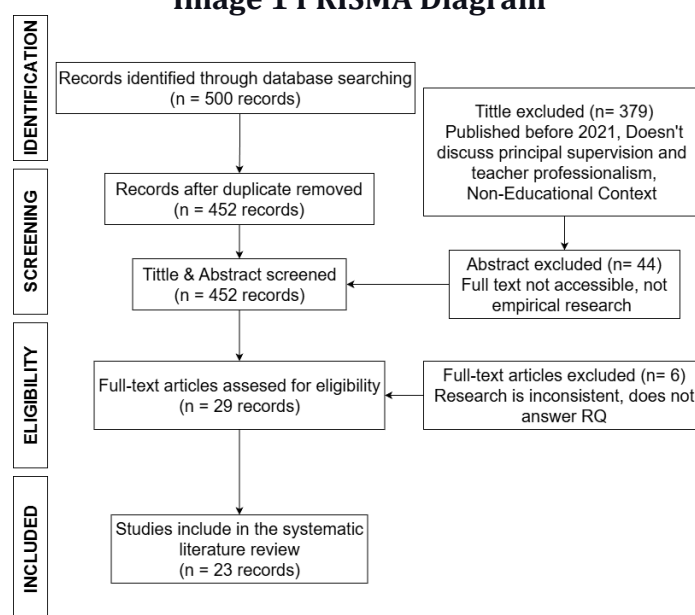 Image 1 PRISMA Diagram
IDENTIFICATION
Records identified through database searching
(n = 500 records)
Tittle excluded (n= 379)
Published before 2021, Doesn't
discuss principal supervision and
teacher professionalism,
Non-Educational Context
SCREENING
Records after duplicate removed
(n = 452 records)
Tittle & Abstract screened
(n = 452 records)
Abstract excluded (n= 44)
Full text not accessible, not
empirical research
ELIGIBILITY
Full-text articles assesed for eligibility
(n = 29 records)
Full-text articles excluded (n= 6)
Research is inconsistent, does not
answer RQ
INCLUDED
Studies include in the systematic
literature review
(n = 23 records)